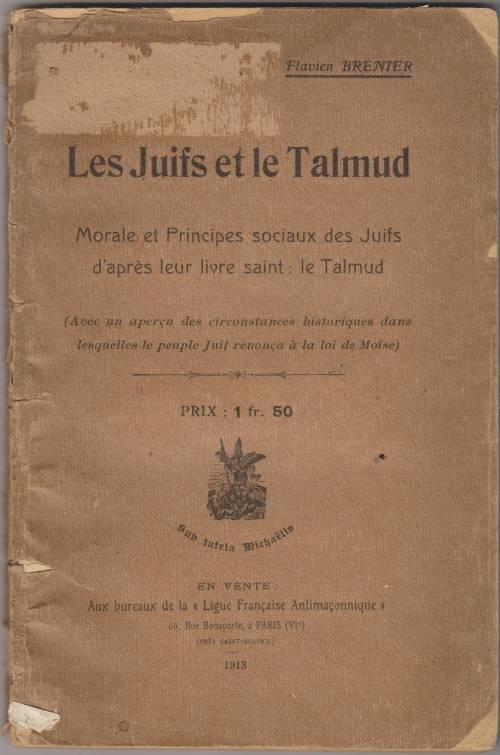 Flavien BRENIER
Les Juifs et le Talmud
Morale et Principes sociaux des Juifs
d'après leur livre saint : le Talmud
(Avec un aperçu des circonstances historiques dans
lesquelles le peuple Juif renonça à la loi de Moïse)
PRIX : 1 fr. 50
Sub tutela Michaëlis
EN VENTE :
Aux bureaux de la « Ligue Française Antimaçonnique »
66, Rue Bonaparte, à PARIS (VIe)
(PRÈS SAINT-SULPICE)
1913